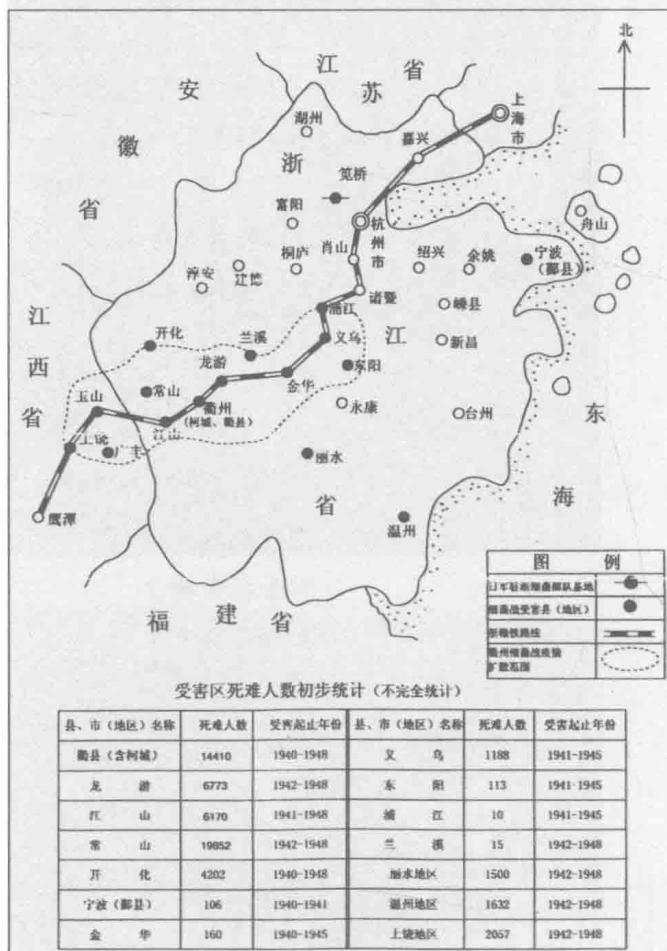 北
江苏省
安徽省
上海市
湖州
嘉兴
浙
笕桥
富阳
杭州市
舟山
桐庐
肖山
绍兴
余姚
宁波
(鄞县)
淳安
建德
诸暨
嵊县
江西省
浦江
江
开化
兰溪
义乌
新昌
龙游
东阳
玉山
常山
金华
衢州
(柯城、衢县)
永康
台州
东海
江山
上饶
广丰
丽水
省
鹰潭
温州
福建省
图 例
日军驻浙细菌部队基地
细菌战受害县(地区)
浙赣铁路线
衢州细菌战疫情
扩散范围
受害区死难人数初步统计(不完全统计)
县、市(地区)名称 死难人数 受害起止年份 县、市(地区)名称 死难人数 受害起止年份
衢县(含柯城) 14410 1940-1948 义乌 1188 1941-1945
龙游 6773 1942-1948 东阳 113 1941-1945
江山 6170 1941-1948 浦江 10 1941-1945
常山 19852 1942-1948 兰溪 15 1942-1948
开化 4202 1940-1948 丽水地区 1500 1942-1948
宁波(鄞县) 106 1940-1941 温州地区 1632 1942-1948
金华 160 1940-1945 上饶地区 2057 1942-1948